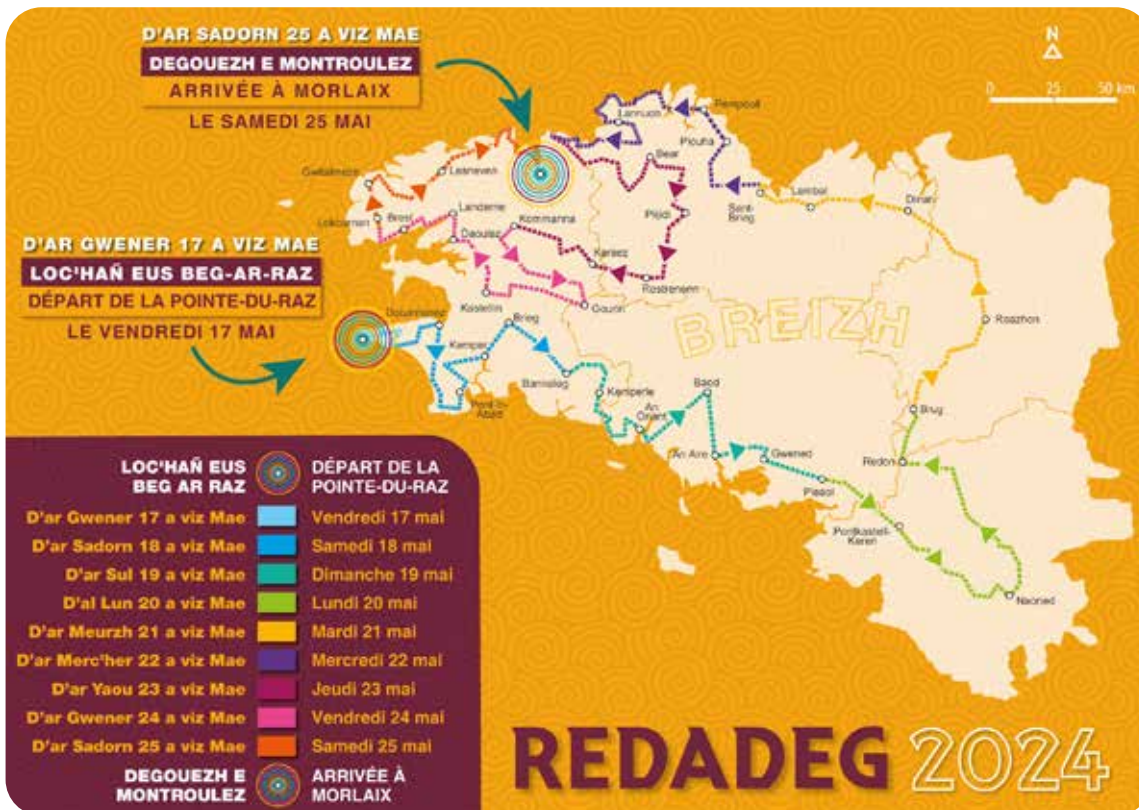 D'AR SADORN 25 A VIZ MAE
DEGOUEZH E MONTROULEZ
ARRIVÉE À MORLAIX
LE SAMEDI 25 MAI
N
0 25 50 km
Lannuon
Pempoull
Plouha
Bear
Gwitalmeze
Lesneven
Lambal
Dinan
Sant-Brieg
Landerne
Kommanna
Lokournan
Brest
Daoulaz
Plejidi
Karaez
Rostrenenn
D'AR GWENER 17 A VIZ MAE
LOC'HAÑ EUS BEG-AR-RAZ
DÉPART DE LA POINTE-DU-RAZ
LE VENDREDI 17 MAI
Kastellin
Gourin
BREIZH
Roazhon
Douarnenez
Brieg
Kemper
Bannaleg
Kemperle
Baod
Pont-'n-Abad
An Oriant
Brug
An Alre
Gwened
Redon
Pontkastell-Keren
Naoned
LOC'HAÑ EUS BEG AR RAZ
DÉPART DE LA POINTE-DU-RAZ
D'ar Gwener 17 a viz Mae Vendredi 17 mai
D'ar Sadorn 18 a viz Mae Samedi 18 mai
D'ar Sul 19 a viz Mae Dimanche 19 mai
D'al Lun 20 a viz Mae Lundi 20 mai
D'ar Meurzh 21 a viz Mae Mardi 21 mai
D'ar Merc'her 22 a viz Mae Mercredi 22 mai
D'ar Yaou 23 a viz Mae Jeudi 23 mai
D'ar Gwener 24 a viz Mae Vendredi 24 mai
D'ar Sadorn 25 a viz Mae Samedi 25 mai
DEGOUEZH E MONTROULEZ
ARRIVÉE À MORLAIX
REDADEG 2024